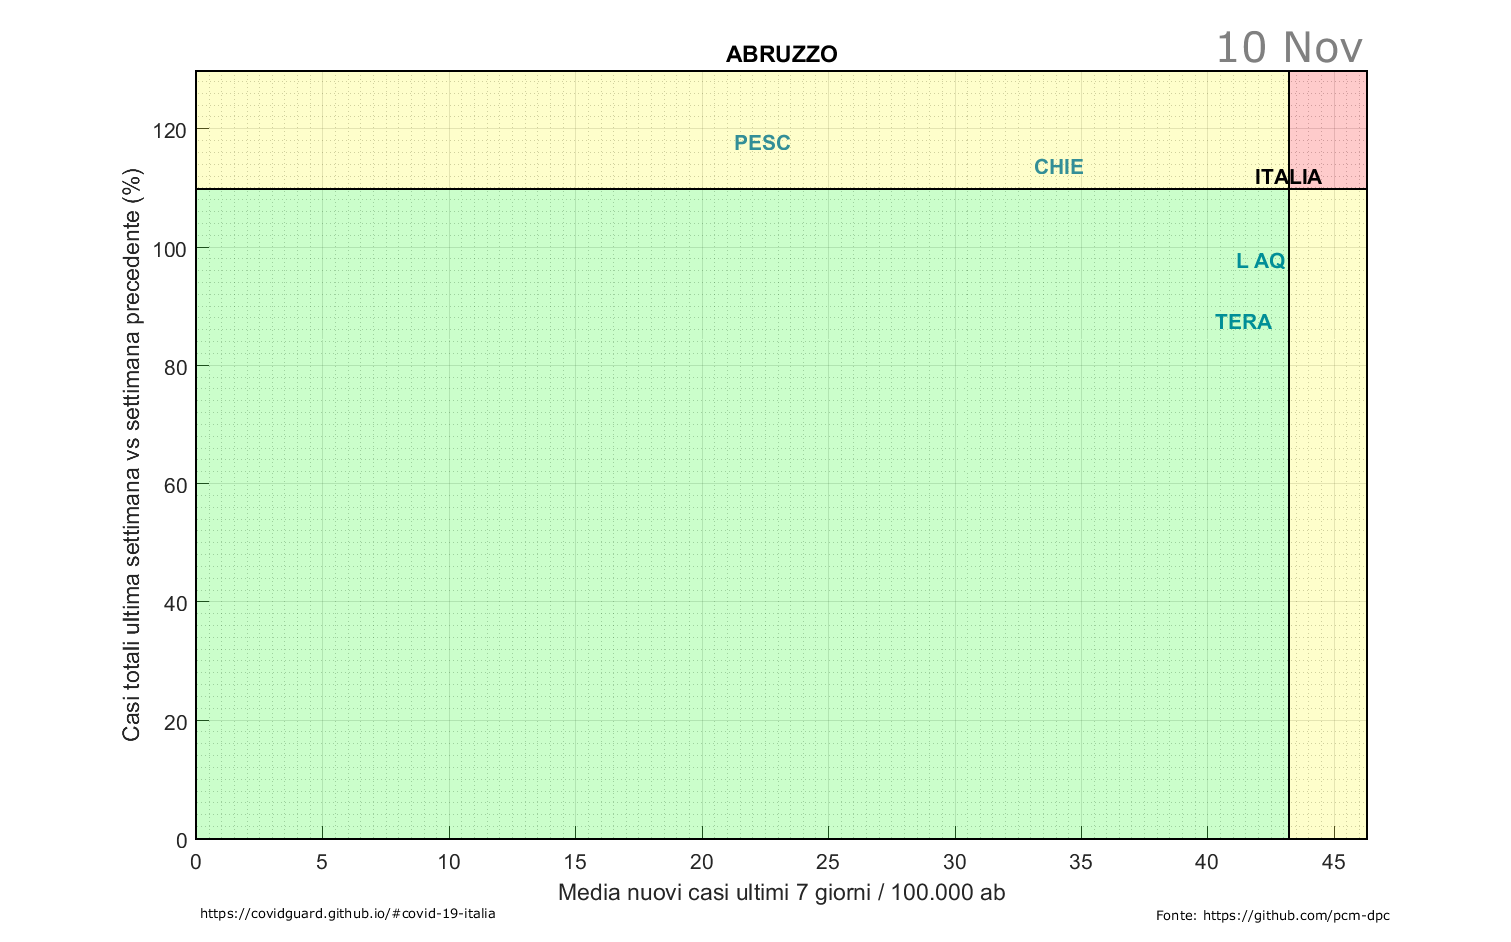 10 Nov
ABRUZZO
120
PESC
CHIE
ITALIA
100
L AQ
TERA
80
60
40
20
0
Casi totali ultima settimana vs settimana precedente (%)
0 5 10 15 20 25 30 35 40 45
Media nuovi casi ultimi 7 giorni / 100.000 ab
https://covidguard.github.io/#covid-19-italia
Fonte: https://github.com/pcm-dpc